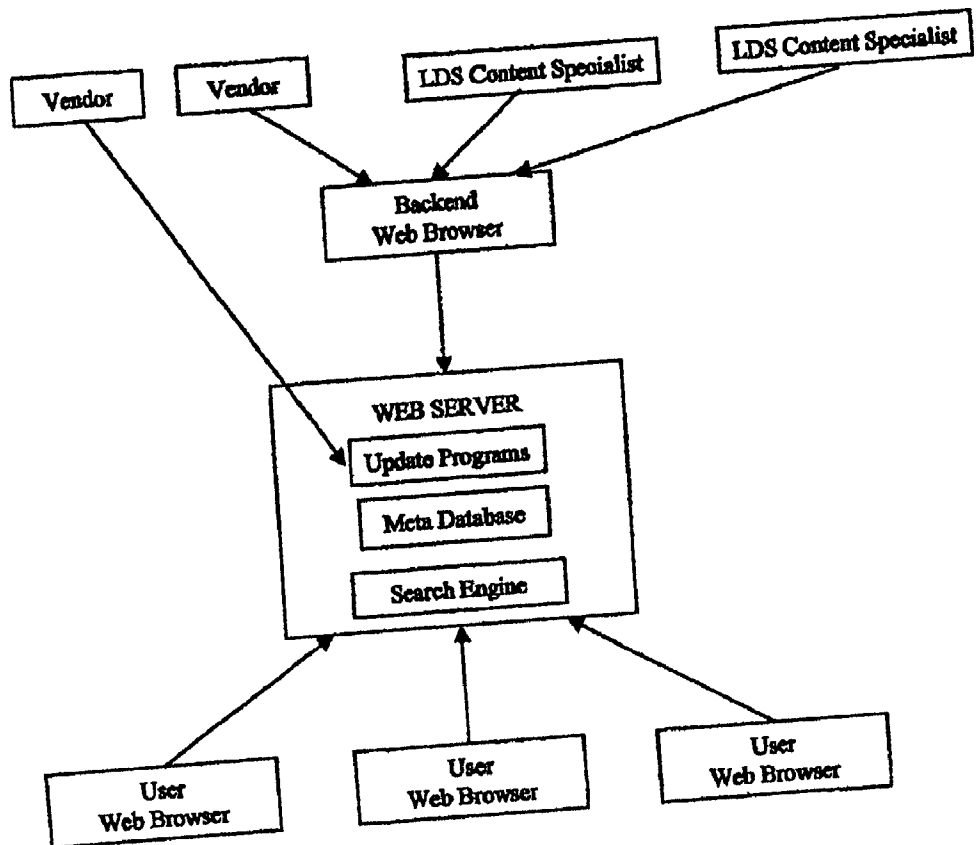 Vendor
Vendor
LDS Content Specialist
LDS Content Specialist
Backend
Web Browser
WEB SERVER
Update Programs
Meta Database
Search Engine
User
Web Browser
User
Web Browser
User
Web Browser